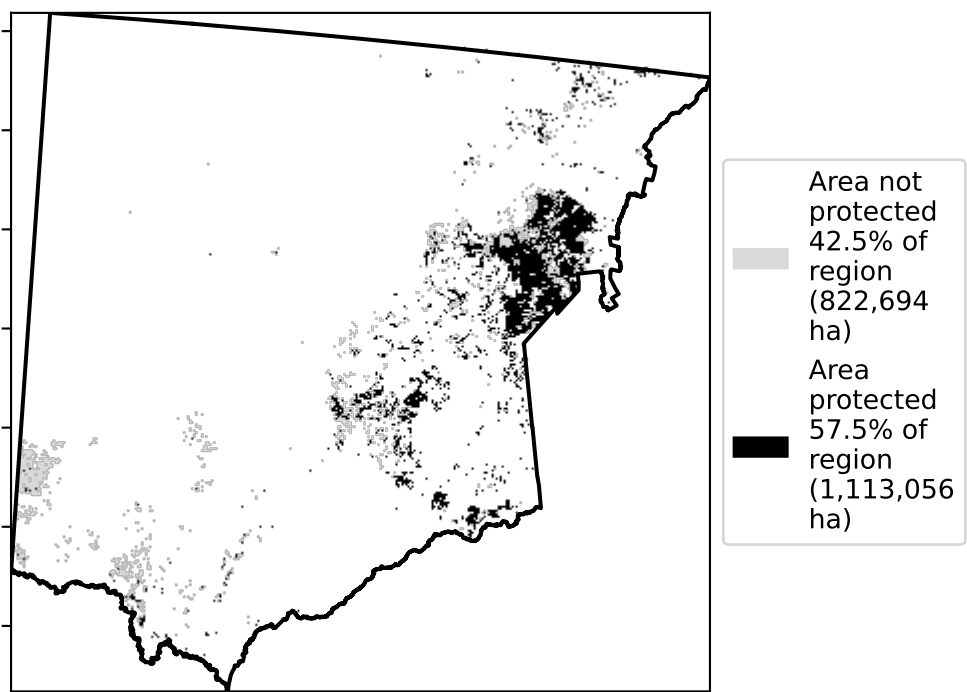 Area not
protected
42.5% of
region
(822,694
ha)
Area
protected
57.5% of
region
(1,113,056
ha)